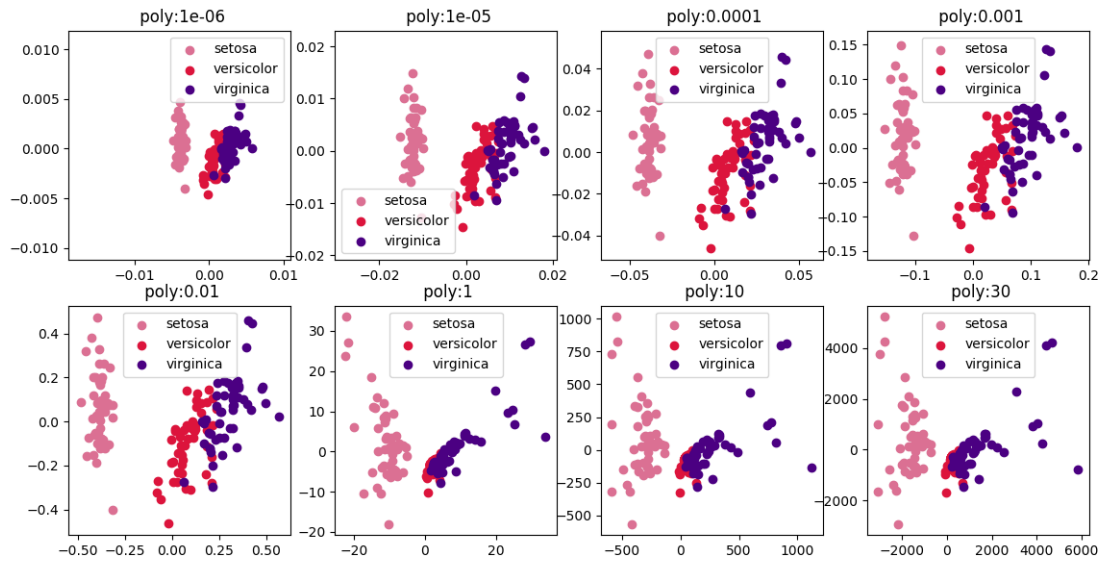 poly:1e-06
poly:1e-05
poly:0.0001
poly:0.001
0.010
0.005
0.000
−0.005
−0.010
−0.01
0.00
0.01
setosa
versicolor
virginica
0.02
0.01
0.00
−0.01
−0.02
−0.02
0.00
0.02
setosa
versicolor
virginica
0.04
0.02
0.00
−0.02
−0.04
−0.05
0.00
0.05
setosa
versicolor
virginica
0.15
0.10
0.05
0.00
−0.05
−0.10
−0.15
−0.1
0.0
0.1
0.2
setosa
versicolor
virginica
poly:0.01
poly:1
poly:10
poly:30
0.4
0.2
0.0
−0.2
−0.4
−0.50
−0.25
0.00
0.25
0.50
setosa
versicolor
virginica
30
20
10
0
−10
−20
−20
0
20
setosa
versicolor
virginica
1000
750
500
250
0
−250
−500
−500
0
500
1000
setosa
versicolor
virginica
4000
2000
0
−2000
−2000
0
2000
4000
6000
setosa
versicolor
virginica